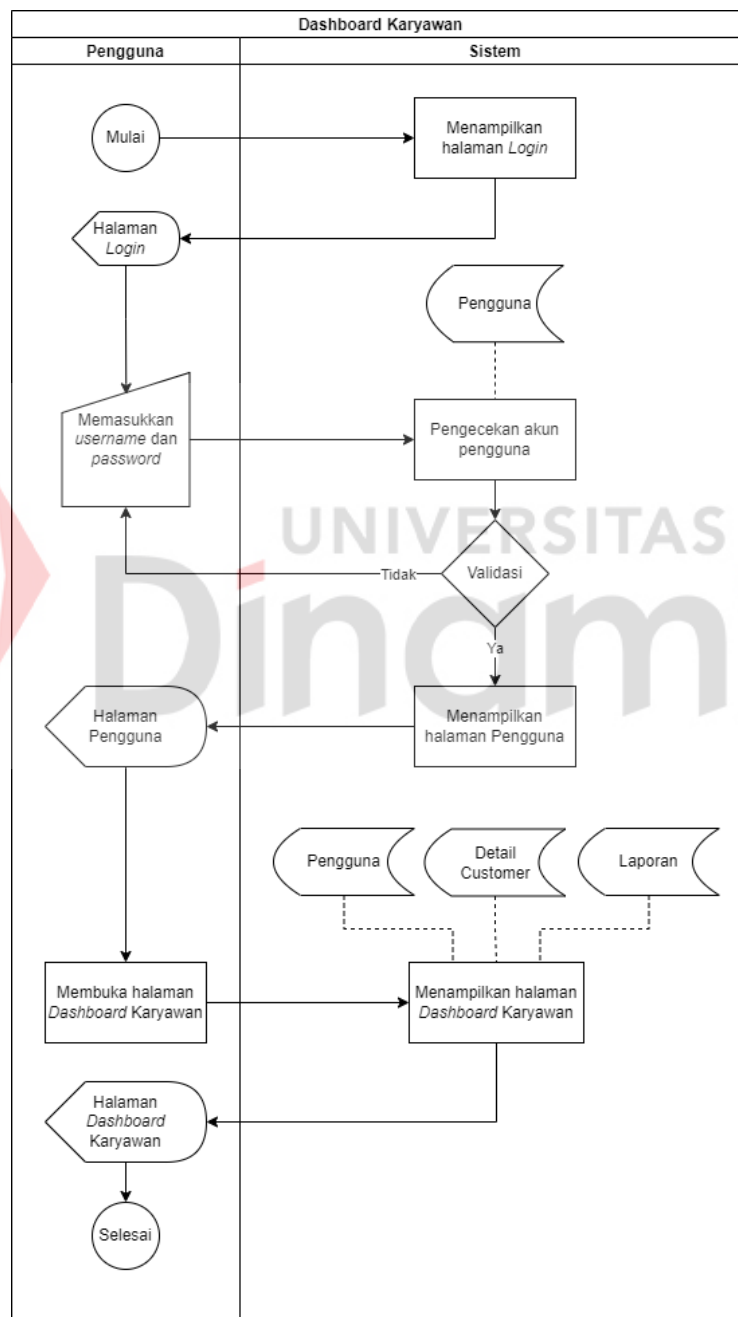 Dashboard Karyawan
Pengguna
Sistem
Mulai
Menampilkan
halaman Login
Halaman
Login
Pengguna
Memasukkan
username dan
password
Pengecekan akun
pengguna
UNIVERSITAS
Dinam
Validasi
Tidak
Ya
Halaman
Pengguna
Menampilkan
halaman Pengguna
Pengguna
Detail
Customer
Laporan
Membuka halaman
Dashboard Karyawan
Menampilkan halaman
Dashboard Karyawan
Halaman
Dashboard
Karyawan
Selesai